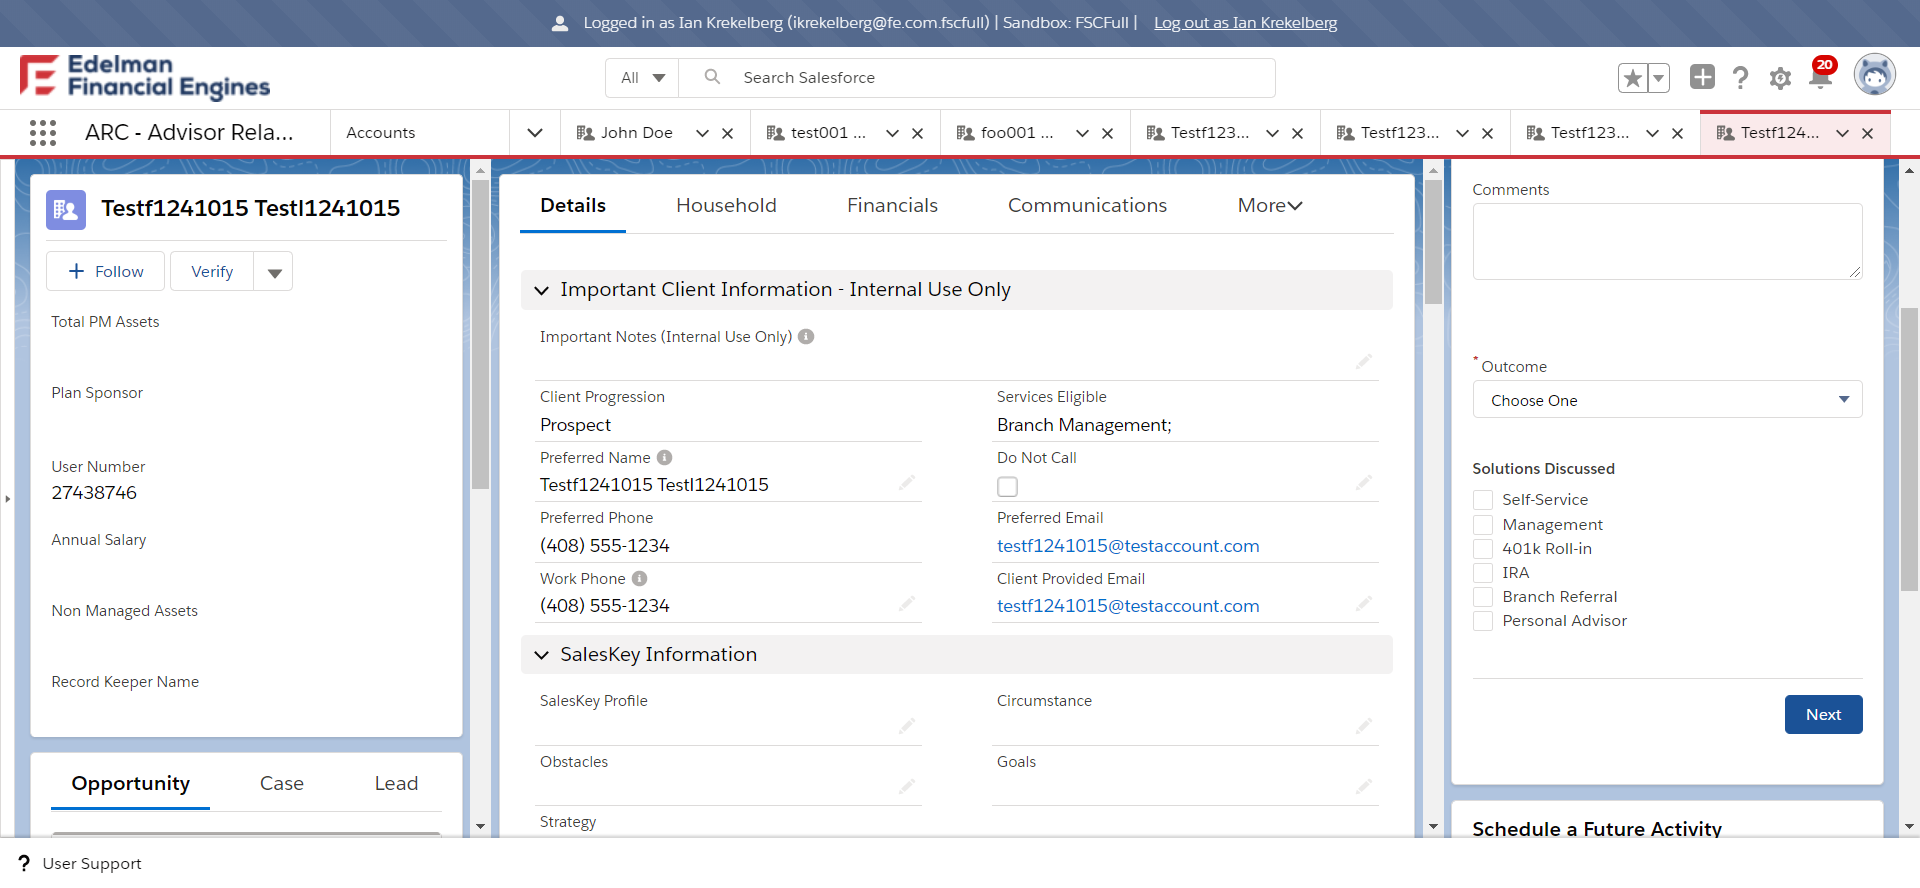 Logged in as Ian Krekelberg (ikrekelberg@fe.com.fscfull) | Sandbox: FSCFull | Log out as Ian Krekelberg
Edelman
Financial Engines
All
Search Salesforce
20
ARC - Advisor Rela...
Accounts
John Doe
test001 ...
foo001 ...
Testf123...
Testf123...
Testf123...
Testf124...
Testf1241015 Testl1241015
Follow
Verify
Total PM Assets
Plan Sponsor
User Number
27438746
Annual Salary
Non Managed Assets
Record Keeper Name
Opportunity
Case
Lead
Details
Household
Financials
Communications
More
Important Client Information - Internal Use Only
Important Notes (Internal Use Only)
Client Progression
Prospect
Services Eligible
Branch Management;
Preferred Name
Testf1241015 Testl1241015
Do Not Call
Preferred Phone
(408) 555-1234
Preferred Email
testf1241015@testaccount.com
Work Phone
(408) 555-1234
Client Provided Email
testf1241015@testaccount.com
SalesKey Information
SalesKey Profile
Circumstance
Obstacles
Goals
Strategy
Comments
* Outcome
Choose One
Solutions Discussed
Self-Service
Management
401k Roll-in
IRA
Branch Referral
Personal Advisor
Next
Schedule a Future Activity
? User Support